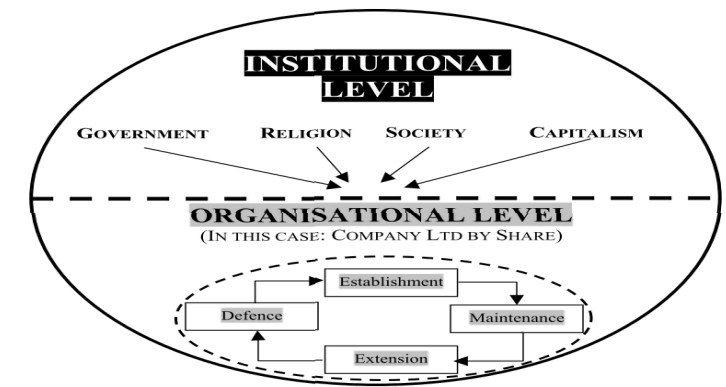 INSTITUTIONAL
LEVEL
GOVERNMENT RELIGION SOCIETY CAPITALISM
ORGANISATIONAL LEVEL
(IN THIS CASE: COMPANY LTD BY SHARE)
Establishment
Defence Maintenance
Extension